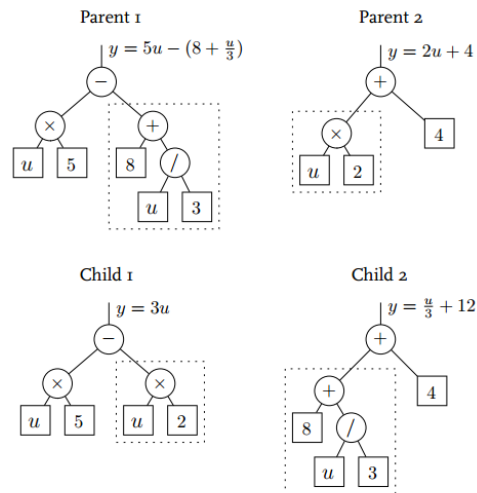 Parent 1 Parent 2
y = 5u − (8 + u/3) y = 2u + 4
− +
× + × 4
u 5 8 / u 2
u 3
Child 1 Child 2
y = 3u y = u/3 + 12
− +
× × + 4
u 5 u 2 8 /
u 3